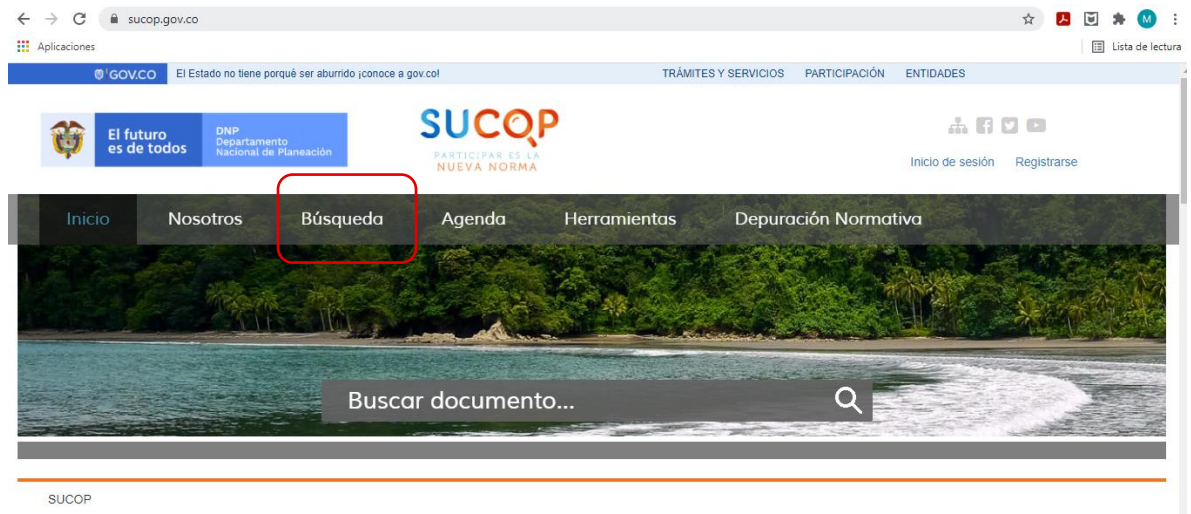 sucop.gov.co
M
Aplicaciones
Lista de lectura
GOV.CO El Estado no tiene porqué ser aburrido ¡conoce a gov.co! TRÁMITES Y SERVICIOS PARTICIPACIÓN ENTIDADES
El futuro
es de todos
DNP
Departamento
Nacional de Planeación
SUCOP
PARTICIPAR ES LA
NUEVA NORMA
Inicio de sesión Registrarse
Inicio Nosotros Búsqueda Agenda Herramientas Depuración Normativa
Buscar documento...
SUCOP